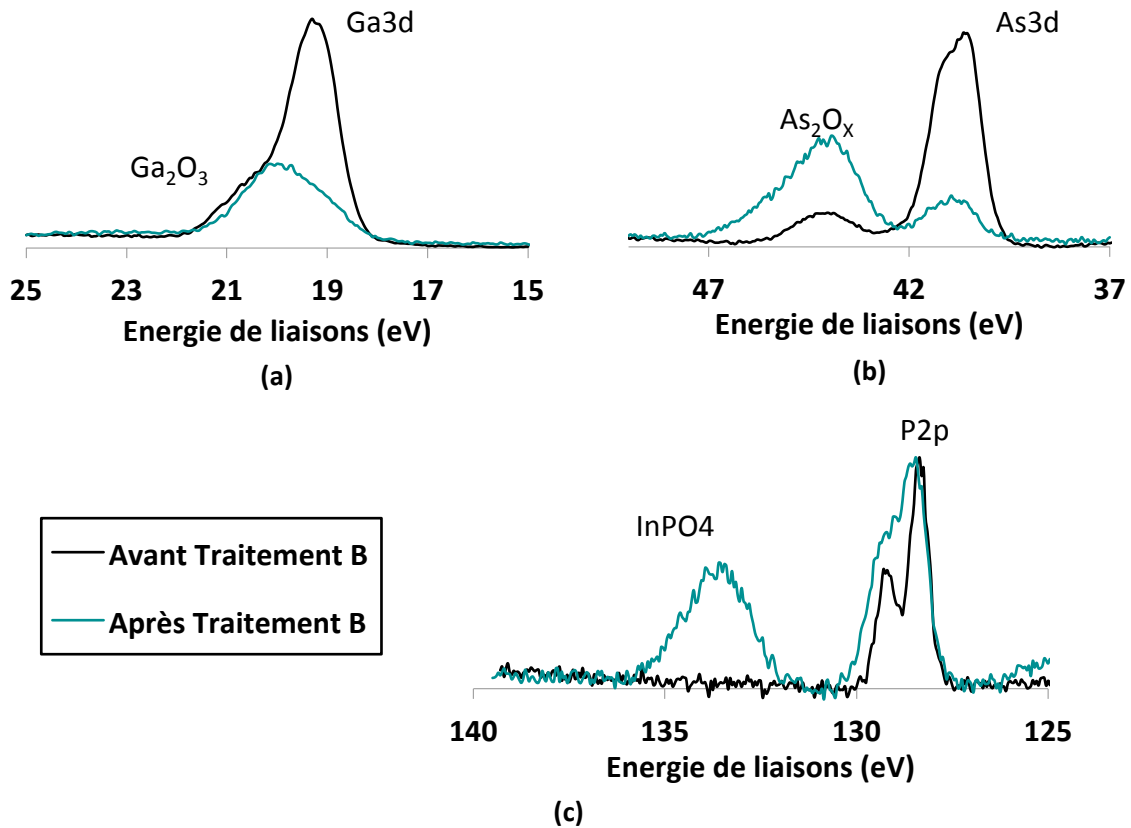 Ga3d
Ga₂O₃
25 23 21 19 17 15
Energie de liaisons (eV)
(a)
As3d
As₂Oₓ
47 42 37
Energie de liaisons (eV)
(b)
P2p
InPO4
Avant Traitement B
Après Traitement B
140 135 130 125
Energie de liaisons (eV)
(c)